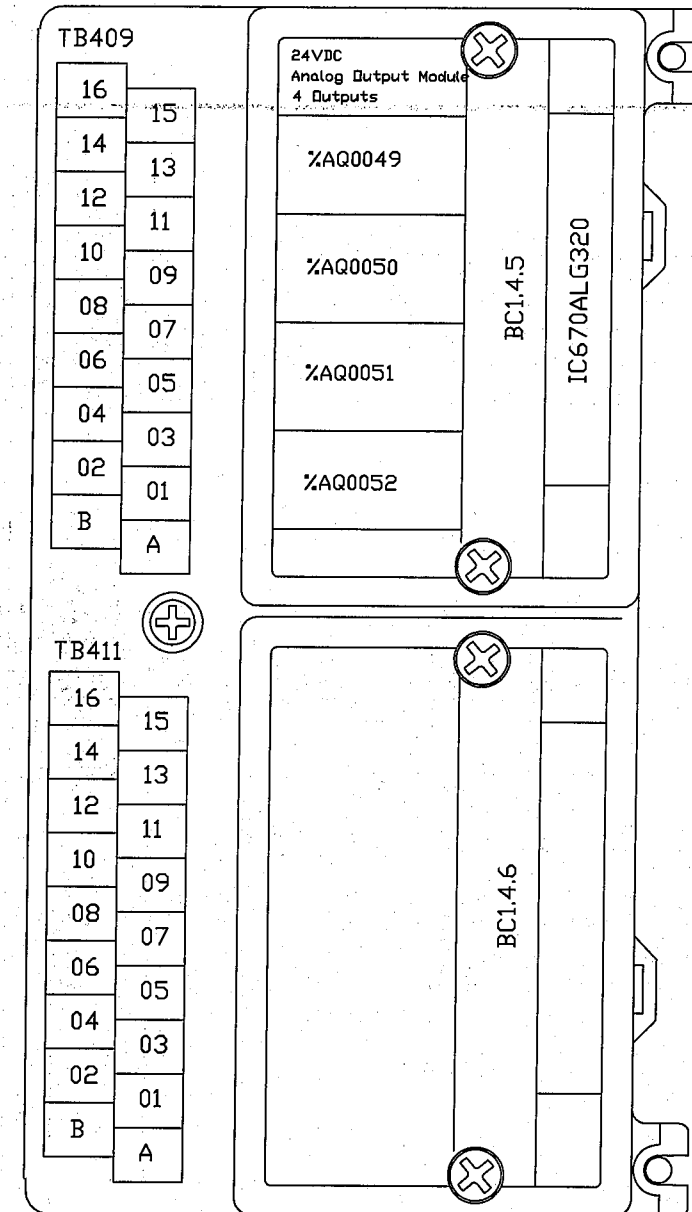 TB409
16
15
14
13
12
11
10
09
08
07
06
05
04
03
02
01
B
A
24VDC
Analog Output Module
4 Outputs
%AQ0049
%AQ0050
%AQ0051
%AQ0052
BC1.4.5
IC670ALG320
TB411
16
15
14
13
12
11
10
09
08
07
06
05
04
03
02
01
B
A
BC1.4.6